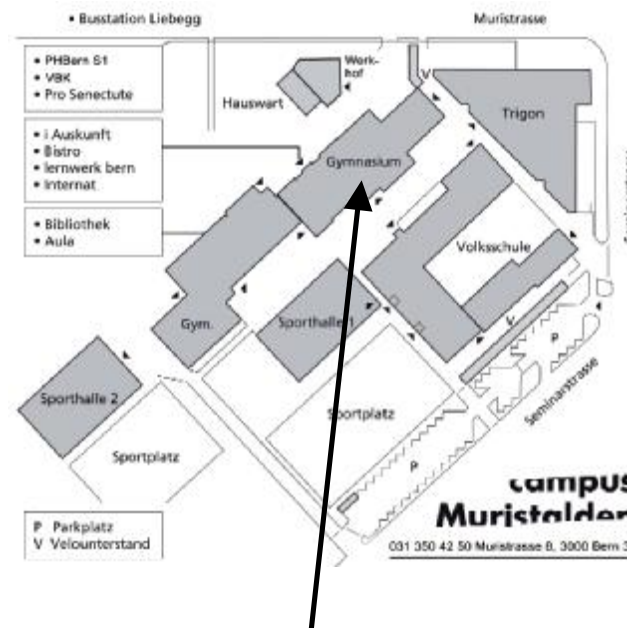 • Busstation Liebegg
Muristrasse
• PHBern S1
• VBK
• Pro Senectute
Werk-
hof
V
Hauswart
Trigon
• i Auskunft
• Bistro
• lernwerk bern
• Internat
Gymnasium
• Bibliothek
• Aula
Volksschule
Gym.
Sporthalle 1
V
P
Sporthalle 2
Sportplatz
Seminarstrasse
Sportplatz
P
campus
Muristalden
P Parkplatz
V Velounterstand
031 350 42 50 Muristrasse 8, 3000 Bern 3